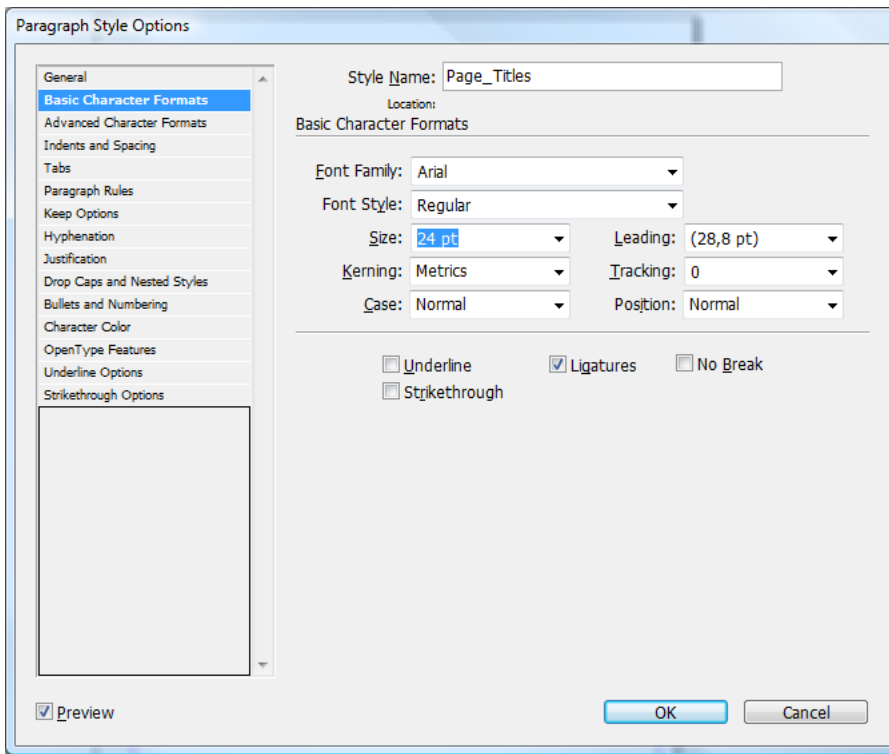 Paragraph Style Options
General
Basic Character Formats
Advanced Character Formats
Indents and Spacing
Tabs
Paragraph Rules
Keep Options
Hyphenation
Justification
Drop Caps and Nested Styles
Bullets and Numbering
Character Color
OpenType Features
Underline Options
Strikethrough Options
Style Name: Page_Titles
Location:
Basic Character Formats
Font Family: Arial
Font Style: Regular
Size: 24 pt Leading: (28,8 pt)
Kerning: Metrics Tracking: 0
Case: Normal Position: Normal
Underline Ligatures No Break
Strikethrough
Preview OK Cancel